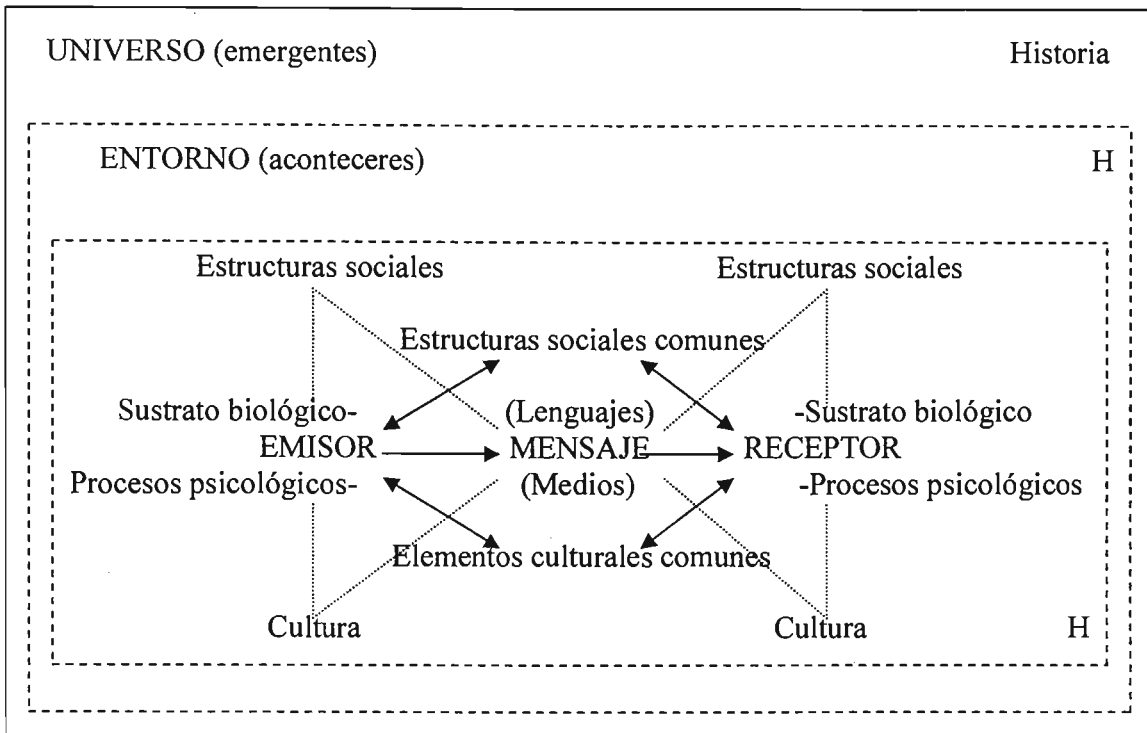 UNIVERSO (emergentes) Historia
ENTORNO (aconteceres) H
Estructuras sociales Estructuras sociales
Estructuras sociales comunes
Sustrato biológico- (Lenguajes) -Sustrato biológico
EMISOR MENSAJE RECEPTOR
Procesos psicológicos- (Medios) -Procesos psicológicos
Elementos culturales comunes
Cultura Cultura H